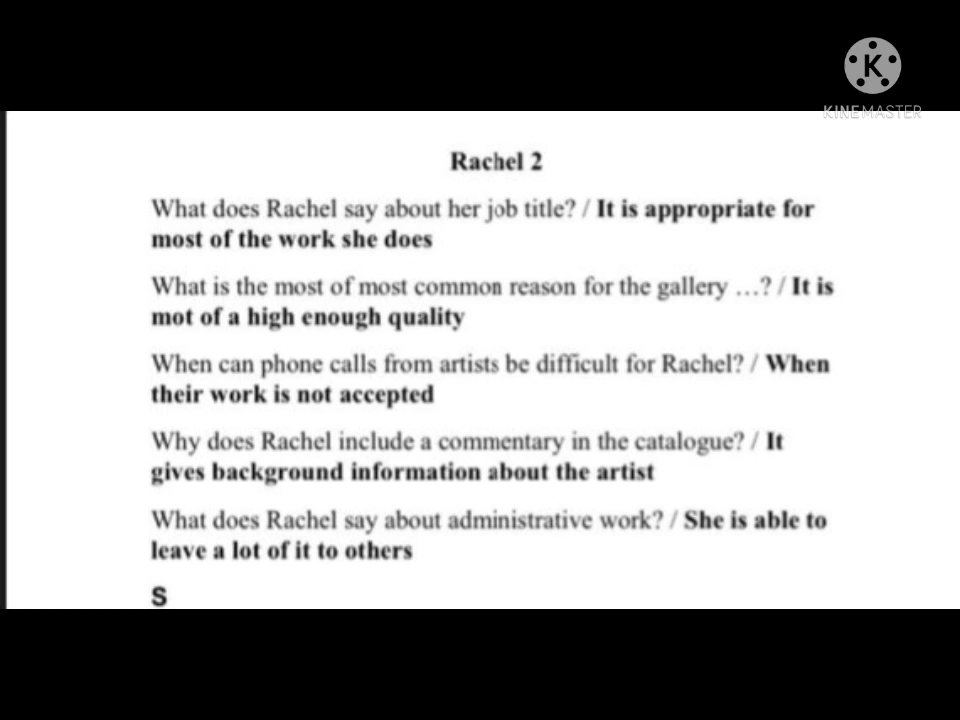 K
KINEMASTER
Rachel 2
What does Rachel say about her job title? / It is appropriate for
most of the work she does
What is the most of most common reason for the gallery …? / It is
mot of a high enough quality
When can phone calls from artists be difficult for Rachel? / When
their work is not accepted
Why does Rachel include a commentary in the catalogue? / It
gives background information about the artist
What does Rachel say about administrative work? / She is able to
leave a lot of it to others
S